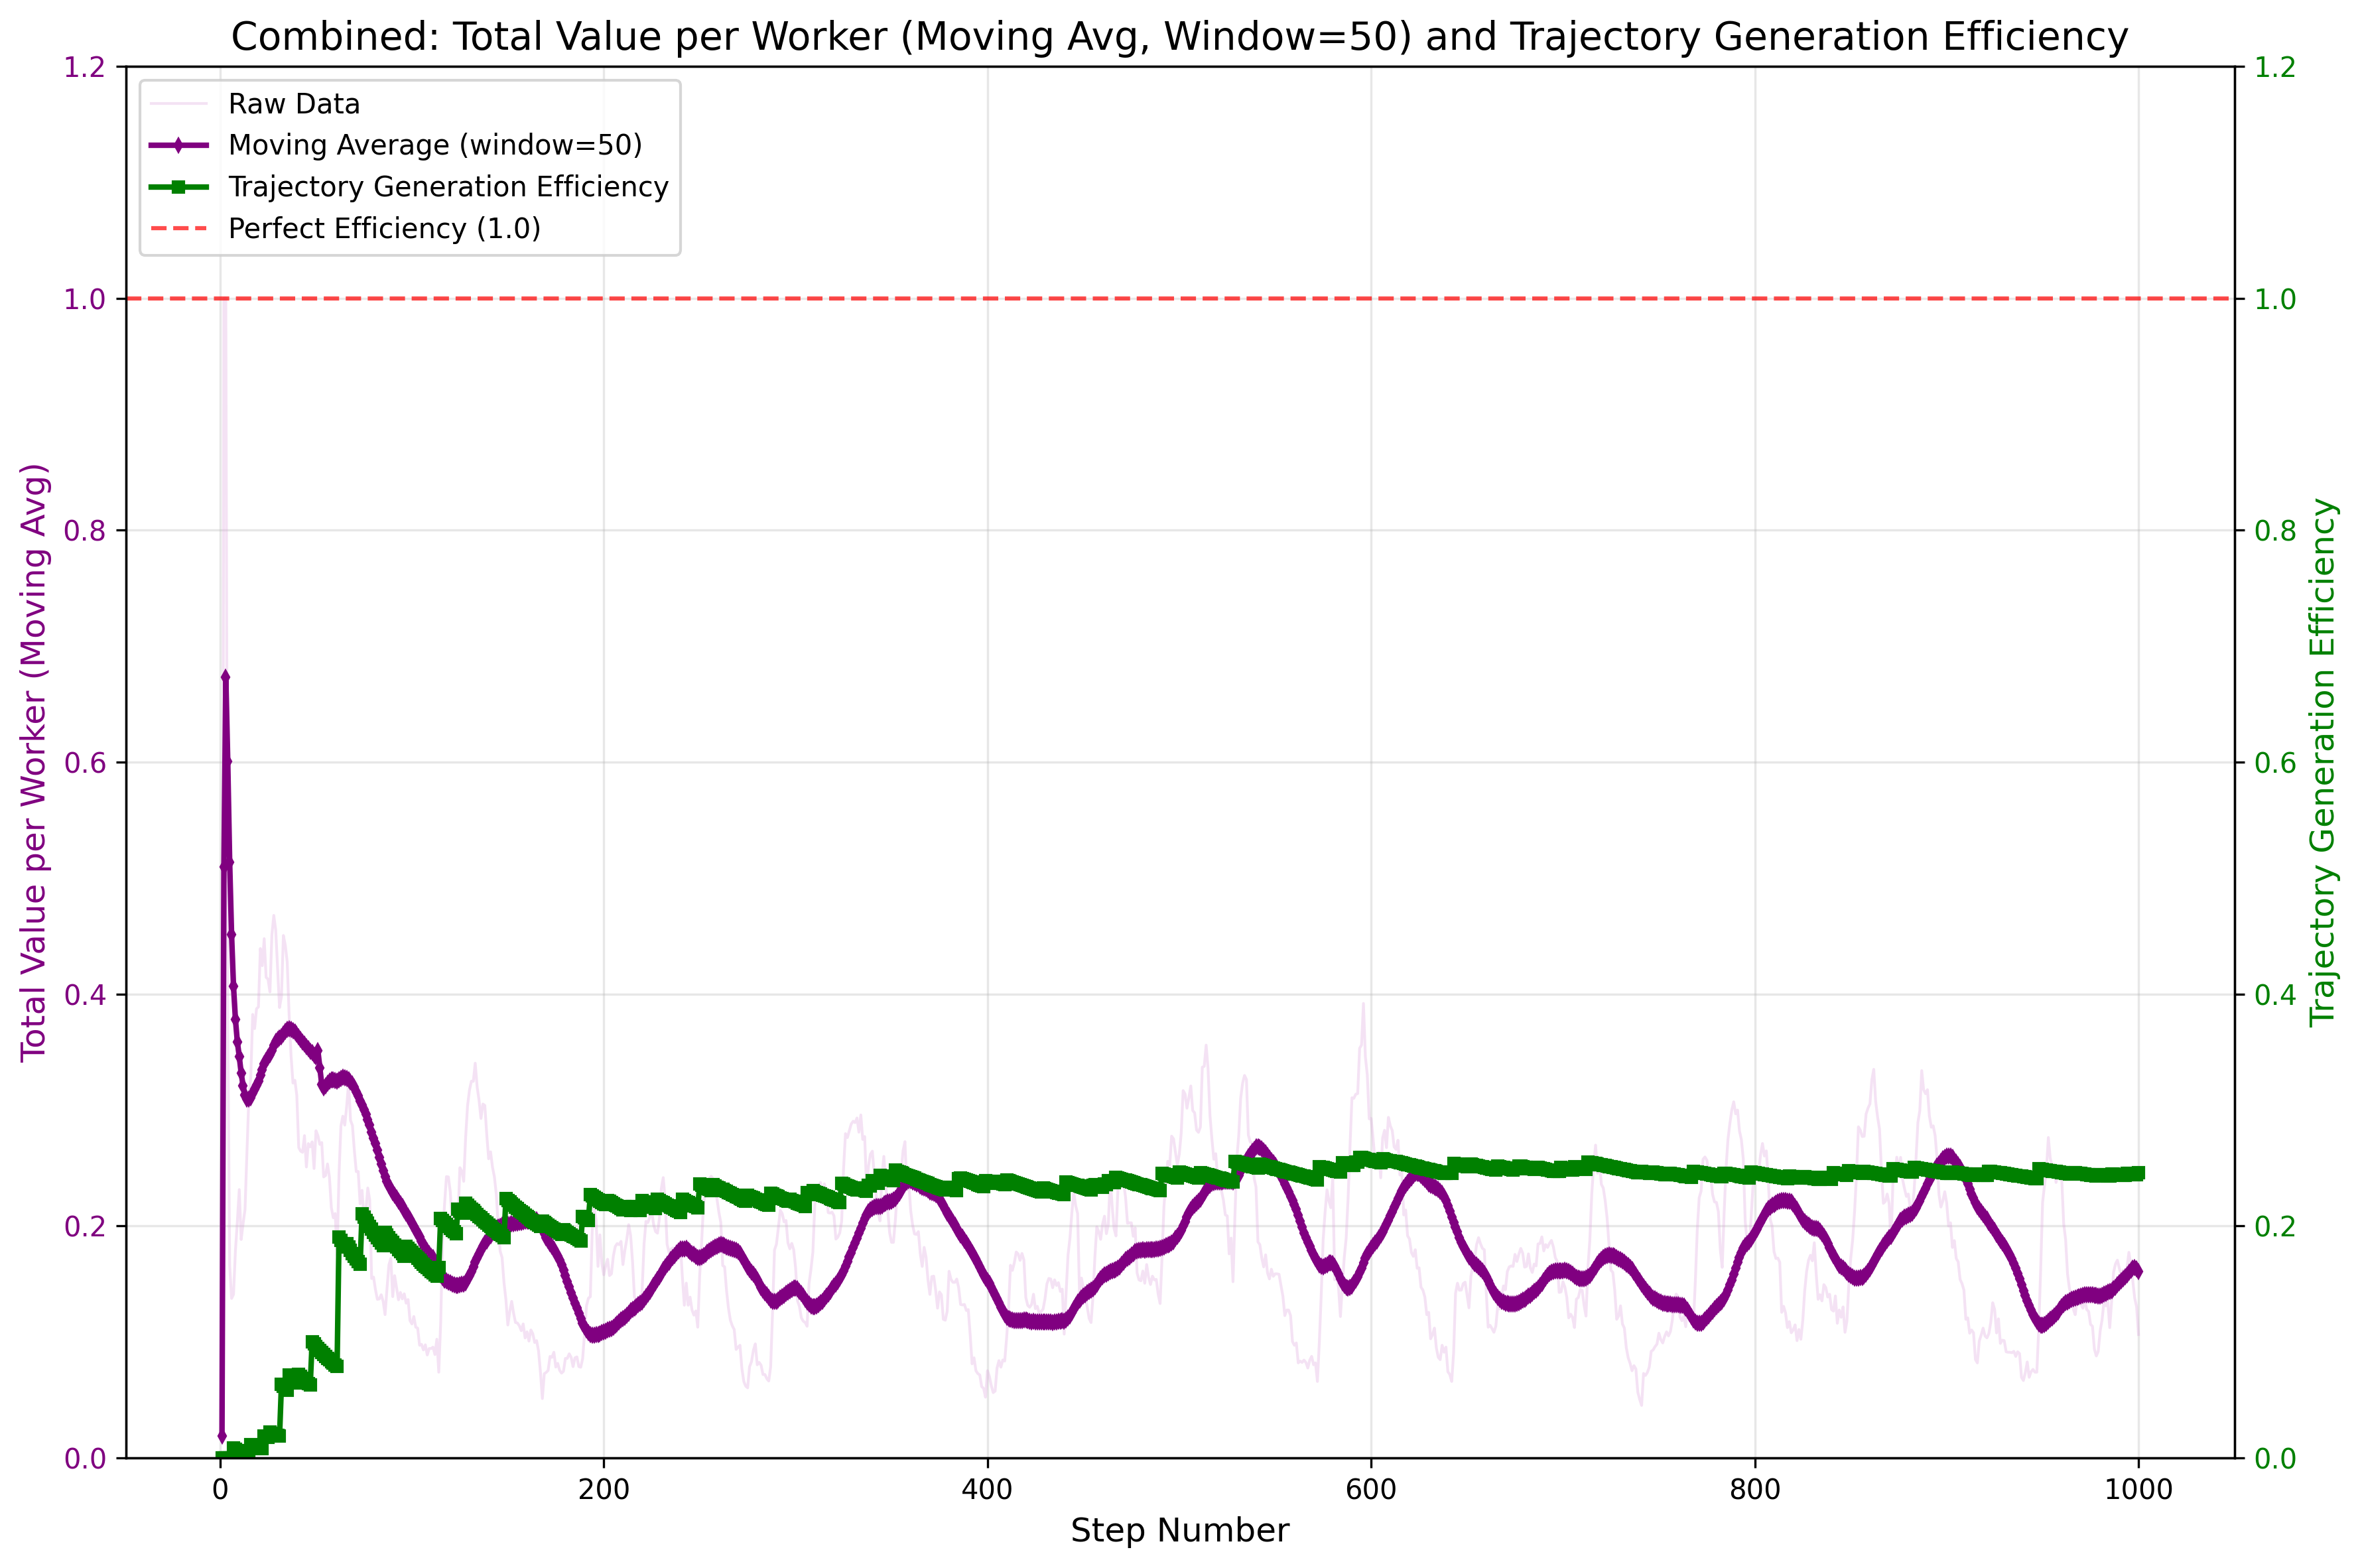 Combined: Total Value per Worker (Moving Avg, Window=50) and Trajectory Generation Efficiency
Raw Data
Moving Average (window=50)
Trajectory Generation Efficiency
Perfect Efficiency (1.0)
Total Value per Worker (Moving Avg)
1.2
1.0
0.8
0.6
0.4
0.2
0.0
Trajectory Generation Efficiency
1.2
1.0
0.8
0.6
0.4
0.2
0.0
0 200 400 600 800 1000
Step Number